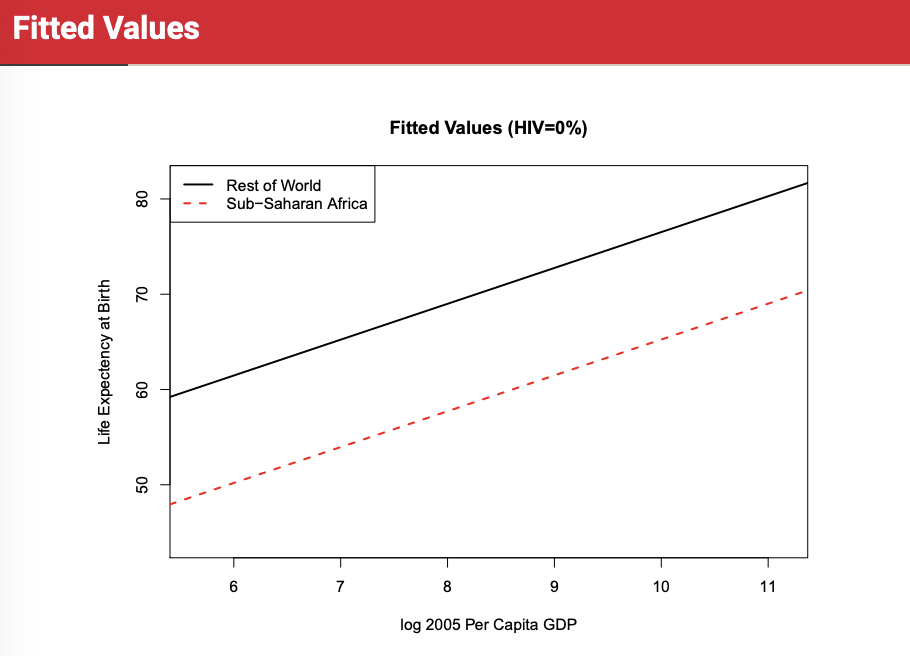 Fitted Values
Fitted Values (HIV=0%)
Rest of World
Sub−Saharan Africa
Life Expectency at Birth
80
70
60
50
6 7 8 9 10 11
log 2005 Per Capita GDP